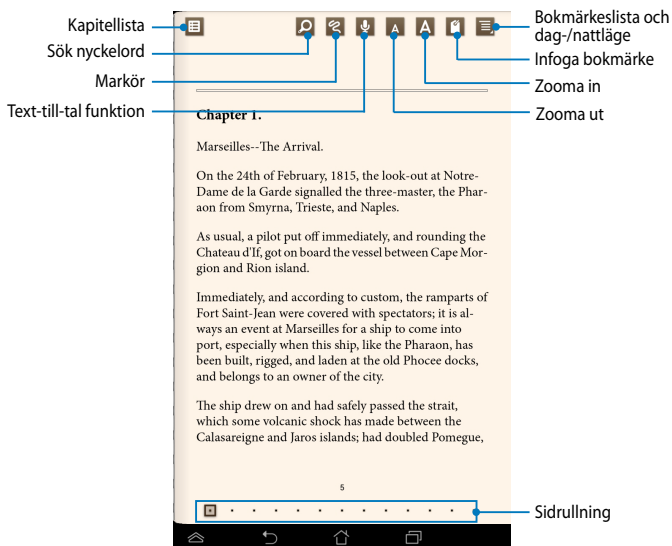 Kapitellista
Sök nyckelord
Markör
Text-till-tal funktion
Bokmärkeslista och
dag-/nattläge
Infoga bokmärke
Zooma in
Zooma ut
A
A
Chapter 1.
Marseilles--The Arrival.
On the 24th of February, 1815, the look-out at Notre-
Dame de la Garde signalled the three-master, the Phar-
aon from Smyrna, Trieste, and Naples.
As usual, a pilot put off immediately, and rounding the
Chateau d'If, got on board the vessel between Cape Mor-
gion and Rion island.
Immediately, and according to custom, the ramparts of
Fort Saint-Jean were covered with spectators; it is al-
ways an event at Marseilles for a ship to come into
port, especially when this ship, like the Pharaon, has
been built, rigged, and laden at the old Phocee docks,
and belongs to an owner of the city.
The ship drew on and had safely passed the strait,
which some volcanic shock has made between the
Calasareigne and Jaros islands; had doubled Pomegue,
5
Sidrullning